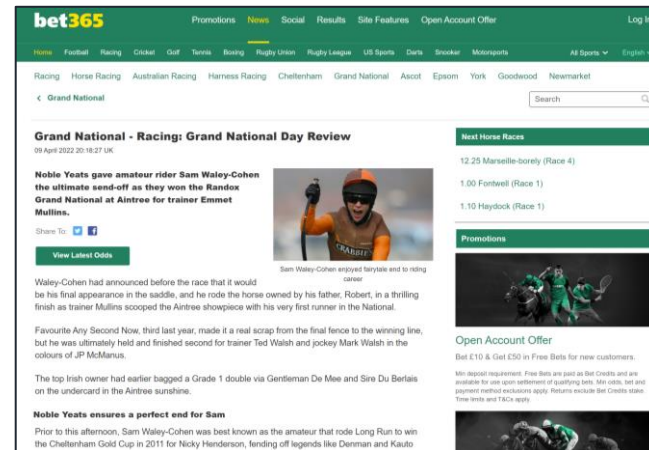 bet365
Promotions News Social Results Site Features Open Account Offer
Log In
Home Football Racing Cricket Golf Tennis Boxing Rugby Union Rugby League US Sports Darts Snooker Motorsports All Sports English
Racing Horse Racing Australian Racing Harness Racing Cheltenham Grand National Ascot Epsom York Goodwood Newmarket
Grand National
Search
Grand National - Racing: Grand National Day Review
09 April 2022 20:18:27 UK
Noble Yeats gave amateur rider Sam Waley-Cohen
the ultimate send-off as they won the Randox
Grand National at Aintree for trainer Emmet
Mullins.
Share To:
View Latest Odds
CRABBIE'S
Sam Waley-Cohen enjoyed fairytale end to riding
career
Waley-Cohen had announced before the race that it would
be his final appearance in the saddle, and he rode the horse owned by his father, Robert, in a thrilling
finish as trainer Mullins scooped the Aintree showpiece with his very first runner in the National.
Favourite Any Second Now, third last year, made it a real scrap from the final fence to the winning line,
but he was ultimately held and finished second for trainer Ted Walsh and jockey Mark Walsh in the
colours of JP McManus.
The top Irish owner had earlier bagged a Grade 1 double via Gentleman De Mee and Sire Du Berlais
on the undercard in the Aintree sunshine.
Noble Yeats ensures a perfect end for Sam
Prior to this afternoon, Sam Waley-Cohen was best known as the amateur that rode Long Run to win
the Cheltenham Gold Cup in 2011 for Nicky Henderson, fending off legends like Denman and Kauto
Next Horse Races
12.25 Marseille-borely (Race 4)
1.00 Fontwell (Race 1)
1.10 Haydock (Race 1)
Promotions
Open Account Offer
Bet £10 & Get £50 in Free Bets for new customers.
Min deposit requirement. Free Bets are paid as Bet Credits and are
available for use upon settlement of qualifying bets. Min odds, bet and
payment method exclusions apply. Returns exclude Bet Credits stake.
Time limits and T&Cs apply.